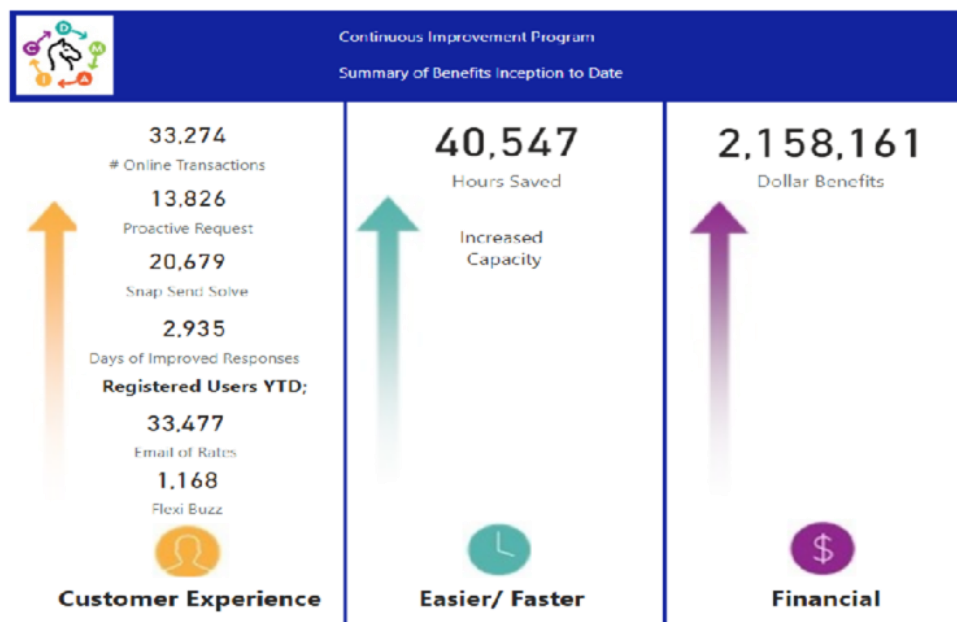 D
C
M
I
A
Continuous Improvement Program
Summary of Benefits Inception to Date
33,274
# Online Transactions
13,826
Proactive Request
20,679
Snap Send Solve
2,935
Days of Improved Responses
Registered Users YTD;
33,477
Email of Rates
1,168
Flexi Buzz
Customer Experience
40,547
Hours Saved
Increased
Capacity
Easier/ Faster
2,158,161
Dollar Benefits
$
Financial